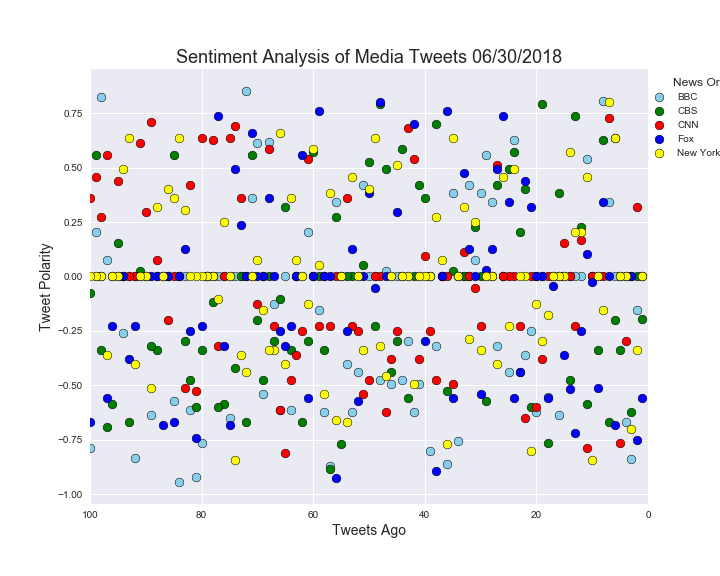 Sentiment Analysis of Media Tweets 06/30/2018
News Or
BBC
CBS
CNN
Fox
New York
Tweet Polarity
0.75
0.50
0.25
0.00
−0.25
−0.50
−0.75
−1.00
100
80
60
40
20
0
Tweets Ago